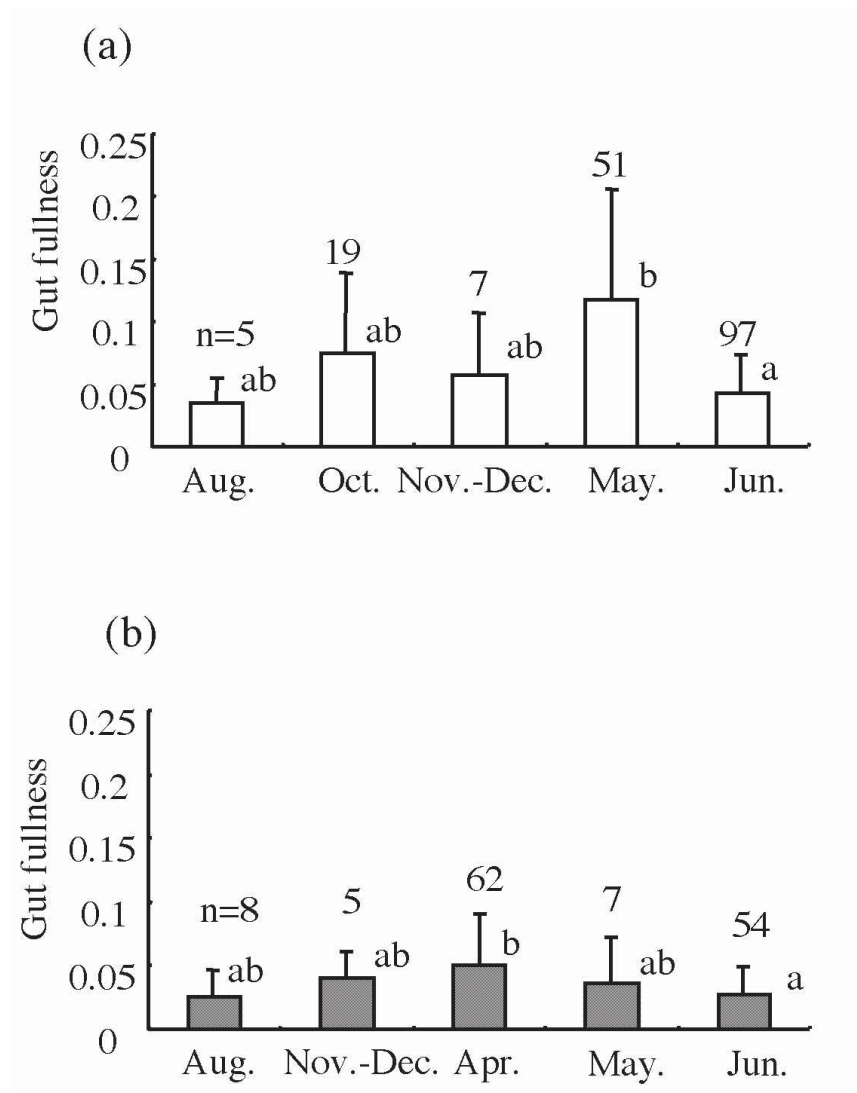 (a)
Gut fullness
0.25
0.2
0.15
0.1
0.05
0
n=5
ab
19
ab
7
ab
51
b
97
a
Aug. Oct. Nov.-Dec. May. Jun.
(b)
Gut fullness
0.25
0.2
0.15
0.1
0.05
0
n=8
ab
5
ab
62
b
7
ab
54
a
Aug. Nov.-Dec. Apr. May. Jun.